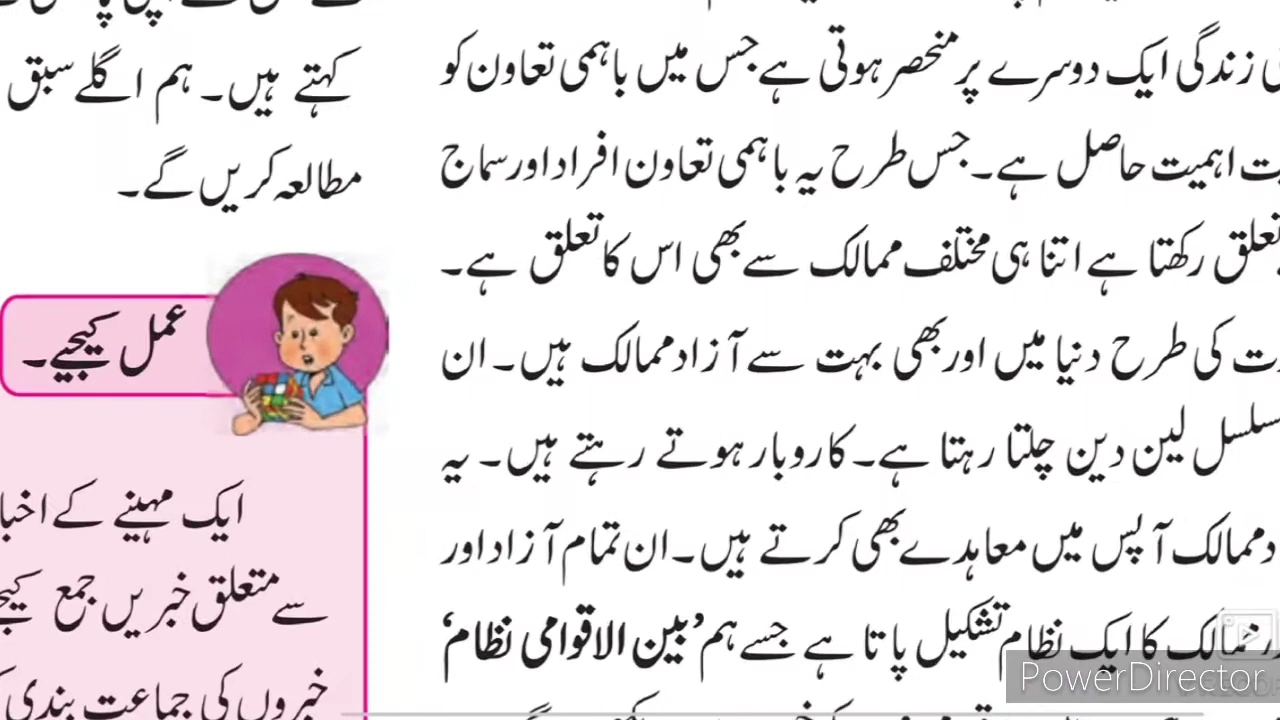 زندگی ایک دوسرے پر منحصر ہوتی ہے جس میں باہمی تعاون کو
اہمیت حاصل ہے۔ جس طرح یہ باہمی تعاون افراد اور سماج
تعلق رکھتا ہے اتنا ہی مختلف ممالک سے بھی اس کا تعلق ہے۔
کی طرح دنیا میں اور بھی بہت سے آزاد ممالک ہیں۔ ان
لین دین چلتا رہتا ہے۔ کاروبار ہوتے رہتے ہیں۔ یہ
ممالک آپس میں معاہدے بھی کرتے ہیں۔ ان تمام آزاد اور
ممالک کا ایک نظام تشکیل پاتا ہے جسے ہم ’بین الاقوامی نظام‘
کہتے ہیں۔ ہم اگلے سبق
مطالعہ کریں گے۔
عمل کیجیے۔
ایک مہینے کے
سے متعلق خبریں جمع
خبروں کی جماعت بندی
PowerDirector